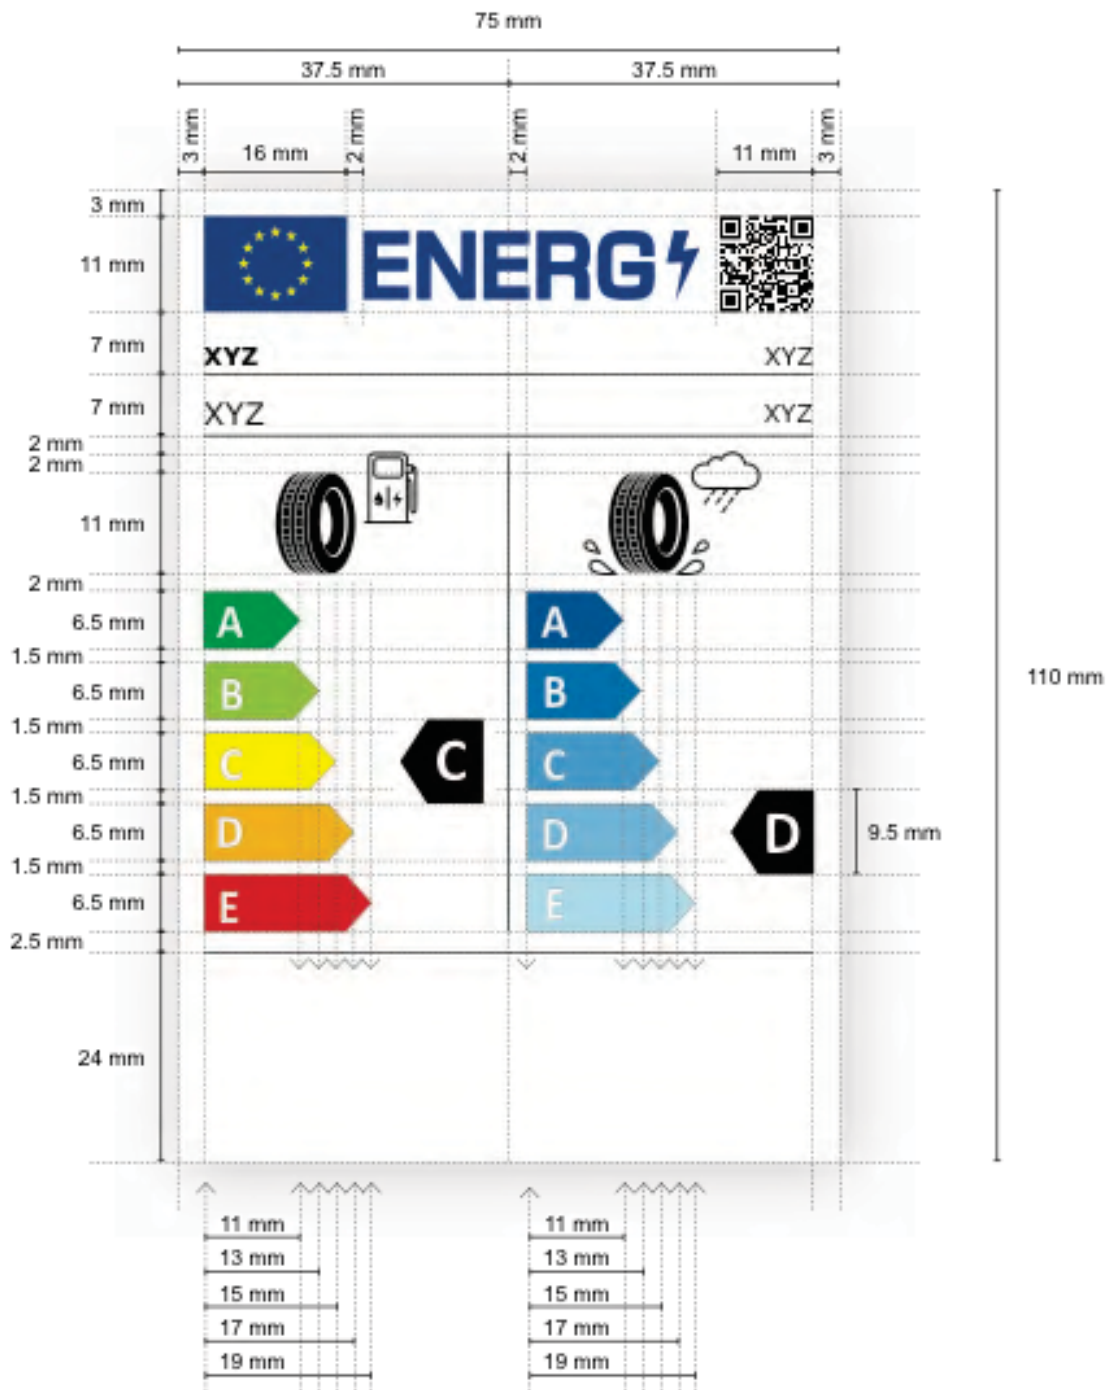 75 mm
37.5 mm 37.5 mm
3 mm 16 mm 2 mm 2 mm 11 mm 3 mm
3 mm
11 mm ENERG
7 mm XYZ XYZ
7 mm XYZ XYZ
2 mm
2 mm
11 mm
2 mm
6.5 mm A A
1.5 mm
110 mm
6.5 mm B B
1.5 mm
6.5 mm C C C
1.5 mm
6.5 mm D D D 9.5 mm
1.5 mm
6.5 mm E E
2.5 mm
24 mm
11 mm 11 mm
13 mm 13 mm
15 mm 15 mm
17 mm 17 mm
19 mm 19 mm